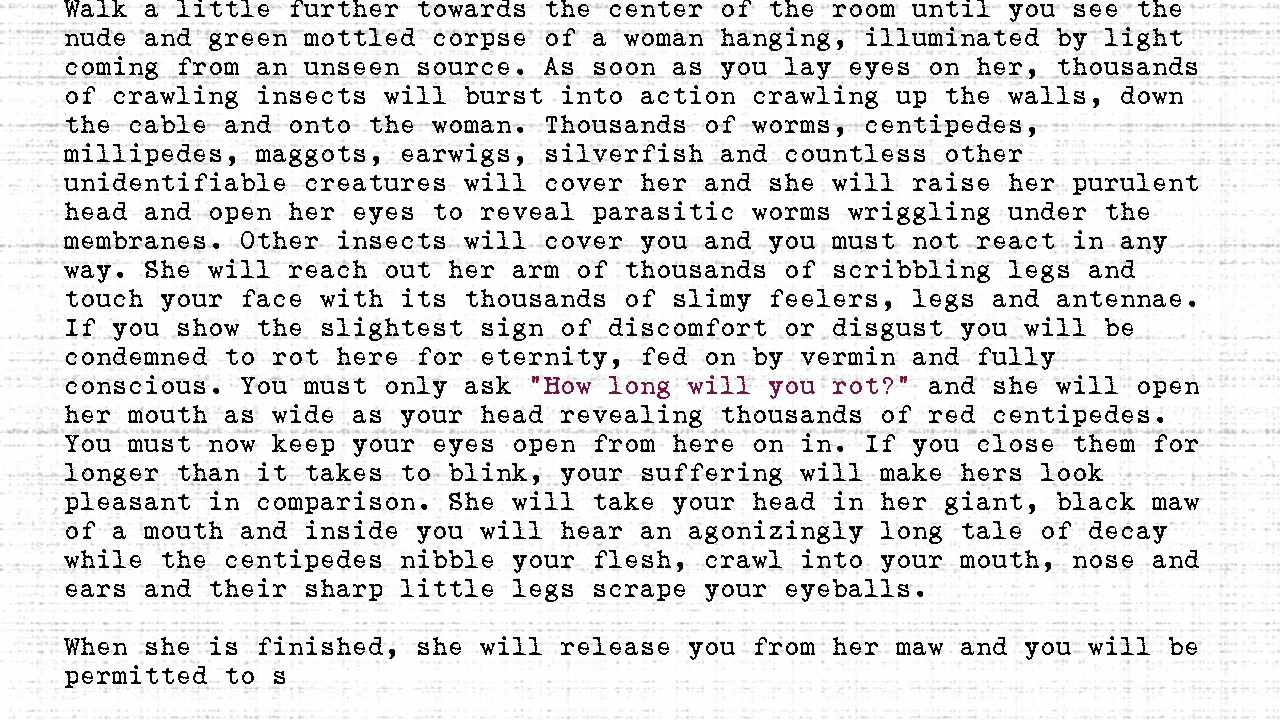 Walk a little further towards the center of the room until you see the
nude and green mottled corpse of a woman hanging, illuminated by light
coming from an unseen source. As soon as you lay eyes on her, thousands
of crawling insects will burst into action crawling up the walls, down
the cable and onto the woman. Thousands of worms, centipedes,
millipedes, maggots, earwigs, silverfish and countless other
unidentifiable creatures will cover her and she will raise her purulent
head and open her eyes to reveal parasitic worms wriggling under the
membranes. Other insects will cover you and you must not react in any
way. She will reach out her arm of thousands of scribbling legs and
touch your face with its thousands of slimy feelers, legs and antennae.
If you show the slightest sign of discomfort or disgust you will be
condemned to rot here for eternity, fed on by vermin and fully
conscious. You must only ask "How long will you rot?" and she will open
her mouth as wide as your head revealing thousands of red centipedes.
You must now keep your eyes open from here on in. If you close them for
longer than it takes to blink, your suffering will make hers look
pleasant in comparison. She will take your head in her giant, black maw
of a mouth and inside you will hear an agonizingly long tale of decay
while the centipedes nibble your flesh, crawl into your mouth, nose and
ears and their sharp little legs scrape your eyeballs.
When she is finished, she will release you from her maw and you will be
permitted to s